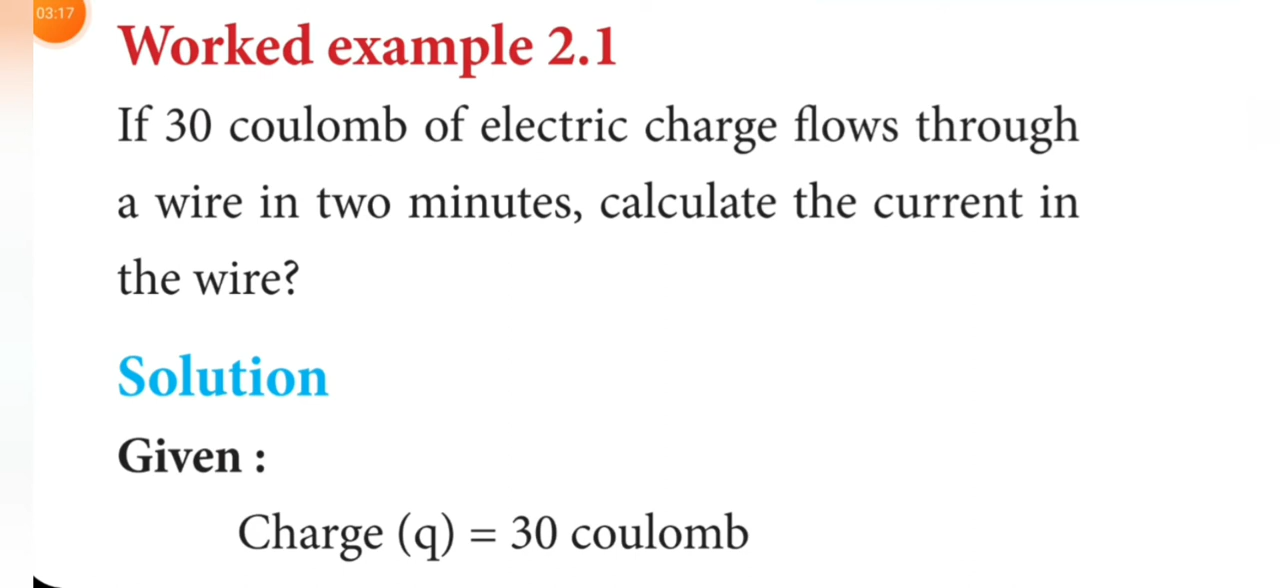 03:17
Worked example 2.1
If 30 coulomb of electric charge flows through
a wire in two minutes, calculate the current in
the wire?
Solution
Given :
Charge (q) = 30 coulomb